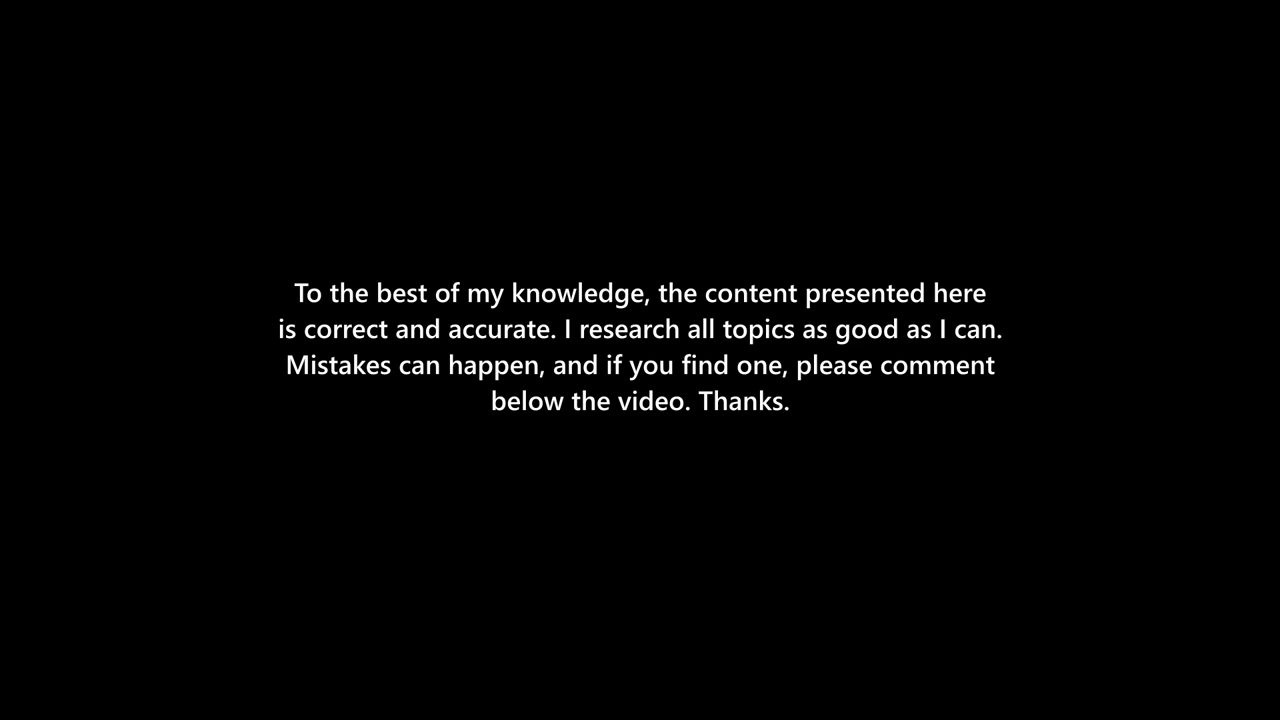 To the best of my knowledge, the content presented here
is correct and accurate. I research all topics as good as I can.
Mistakes can happen, and if you find one, please comment
below the video. Thanks.